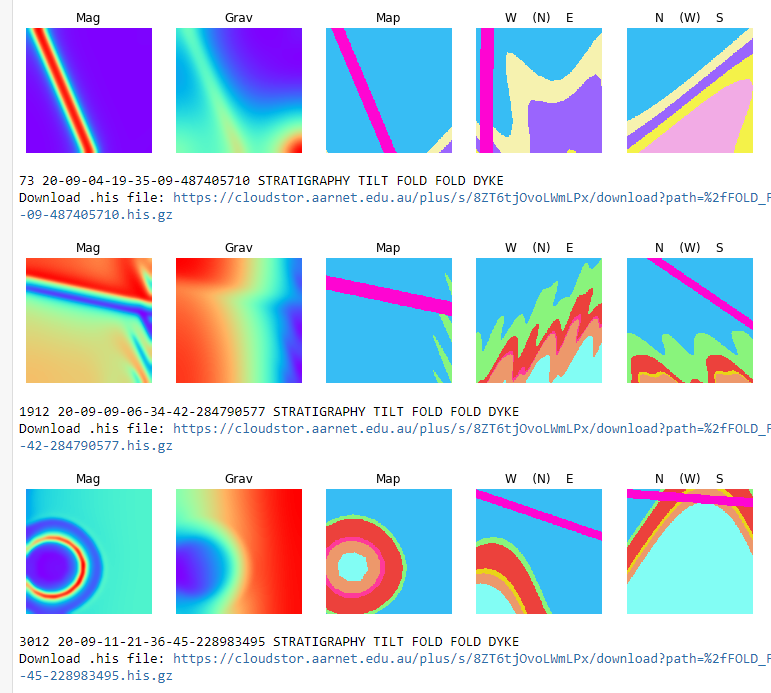 Mag Grav Map W (N) E N (W) S
73 20-09-04-19-35-09-487405710 STRATIGRAPHY TILT FOLD FOLD DYKE
Download .his file: https://cloudstor.aarnet.edu.au/plus/s/8ZT6tjOvoLWmLPx/download?path=%2fFOLD_F
-09-487405710.his.gz
Mag Grav Map W (N) E N (W) S
1912 20-09-09-06-34-42-284790577 STRATIGRAPHY TILT FOLD FOLD DYKE
Download .his file: https://cloudstor.aarnet.edu.au/plus/s/8ZT6tjOvoLWmLPx/download?path=%2fFOLD_F
-42-284790577.his.gz
Mag Grav Map W (N) E N (W) S
3012 20-09-11-21-36-45-228983495 STRATIGRAPHY TILT FOLD FOLD DYKE
Download .his file: https://cloudstor.aarnet.edu.au/plus/s/8ZT6tjOvoLWmLPx/download?path=%2fFOLD_F
-45-228983495.his.gz